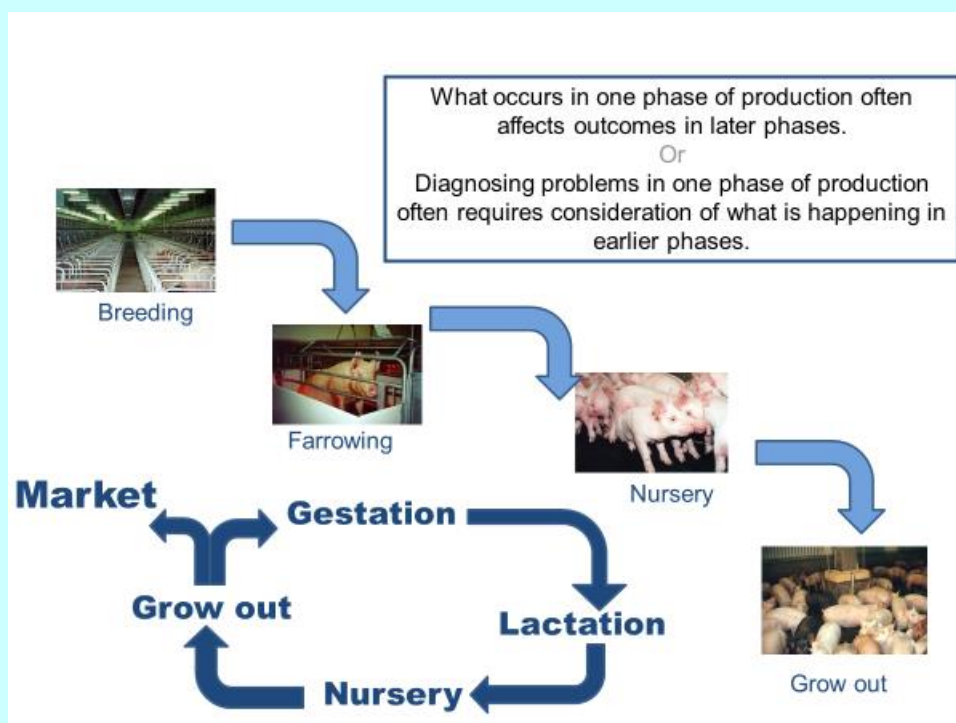 What occurs in one phase of production often
affects outcomes in later phases.
Or
Diagnosing problems in one phase of production
often requires consideration of what is happening in
earlier phases.
Breeding
Farrowing
Nursery
Grow out
Market
Gestation
Grow out
Lactation
Nursery